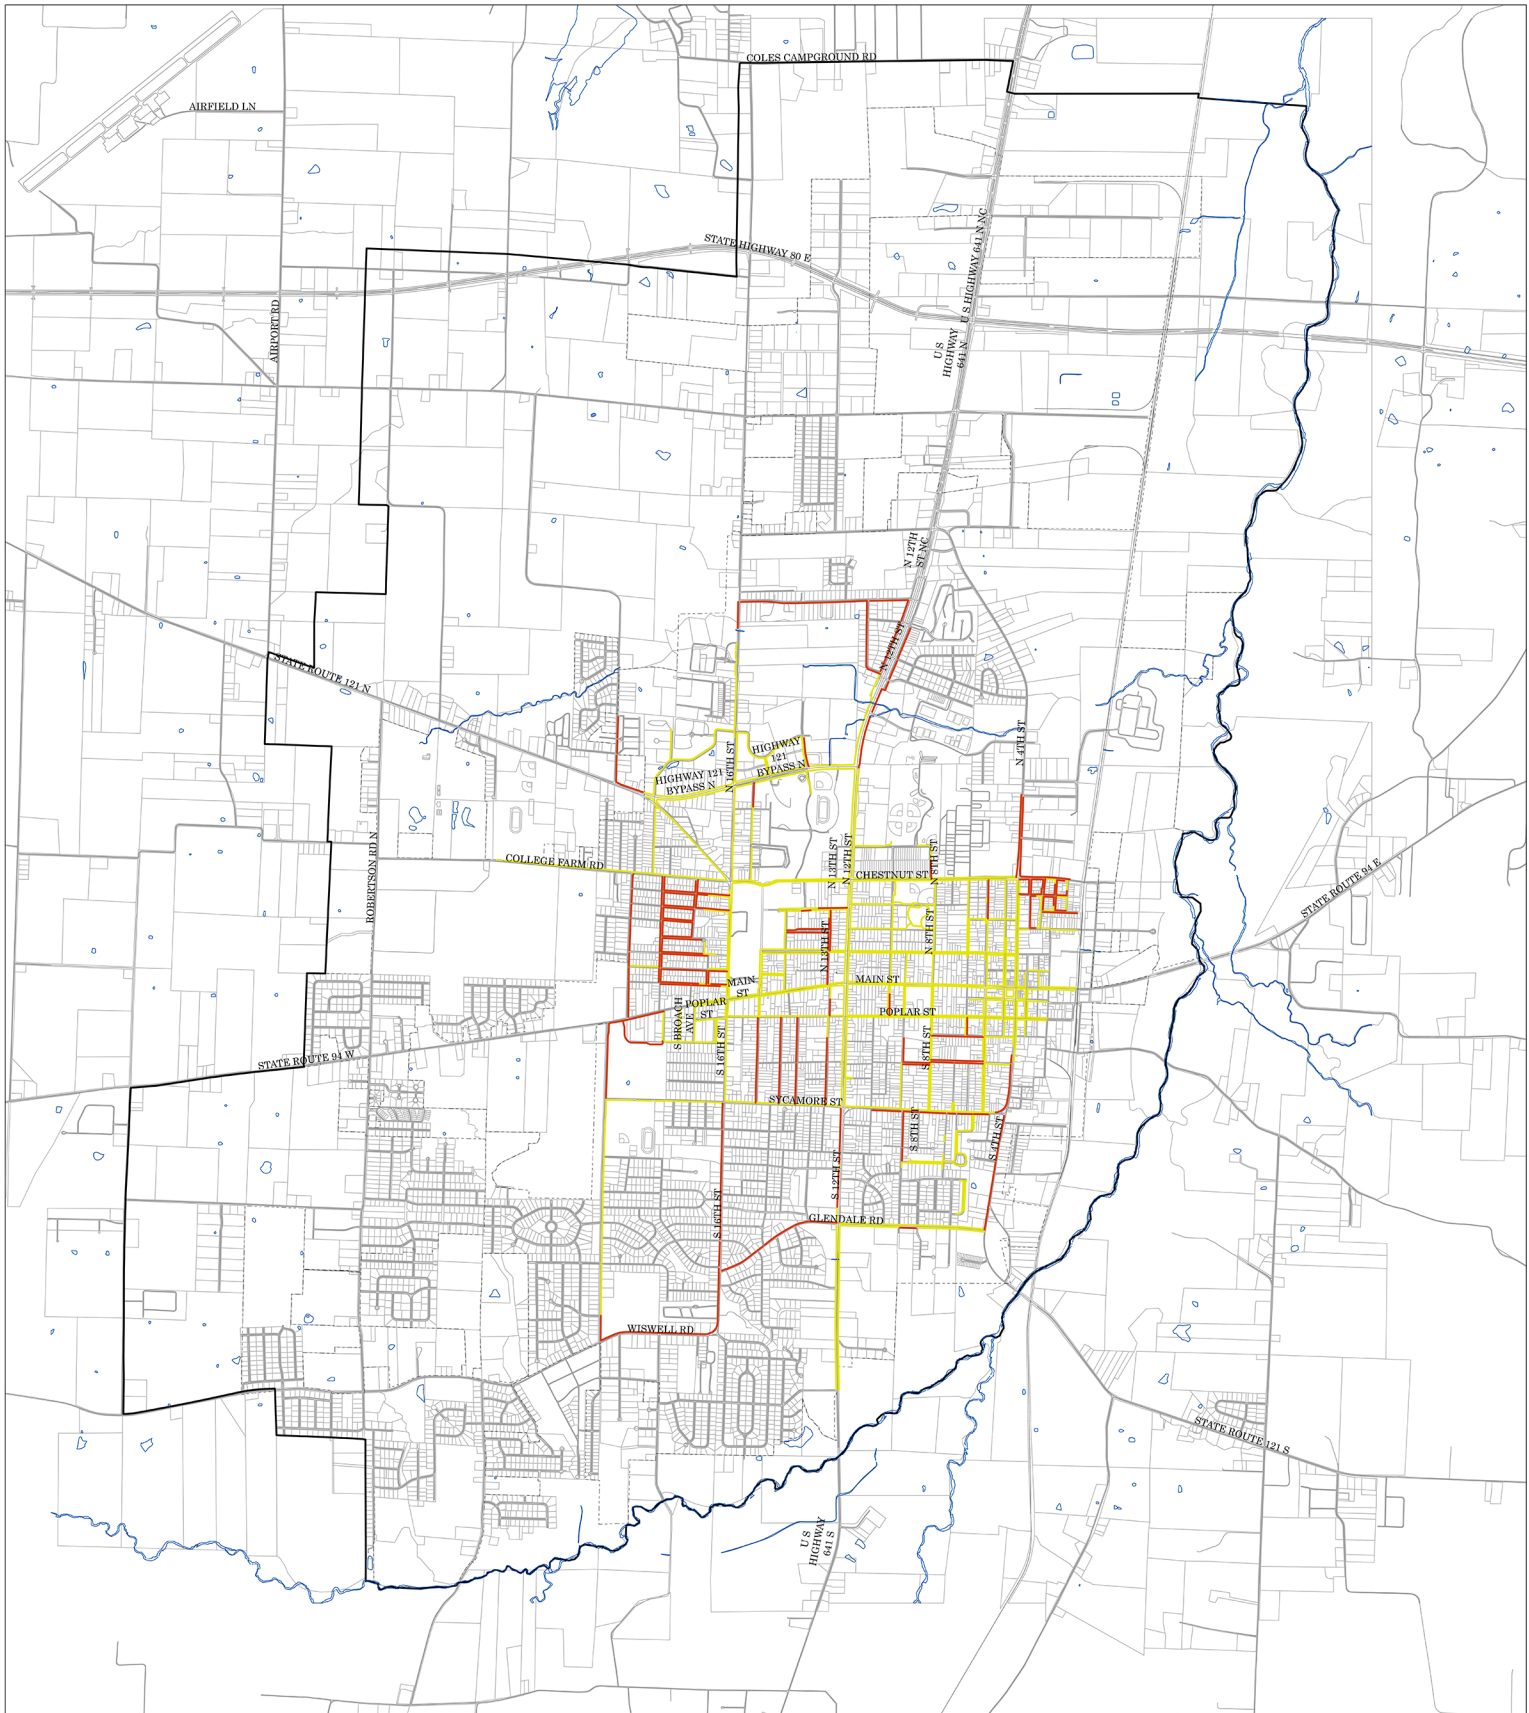 COLES CAMPGROUND RD
AIRFIELD LN
STATE HIGHWAY 80 E
U S HIGHWAY 641 N NC
AIRPORT RD
U S
HIGHWAY
641 N
N 12TH
ST NC
N 12TH ST
STATE ROUTE 121 N
N 4TH ST
HIGHWAY
121
BYPASS N
N 16TH ST
HIGHWAY 121
BYPASS N
COLLEGE FARM RD
N 13TH ST
N 12TH ST
N 8TH ST
CHESTNUT ST
ROBERTSON RD N
STATE ROUTE 94 E
N 8TH ST
N 13TH ST
MAIN
ST
MAIN ST
POPLAR
ST
S BROACH
AVE
POPLAR ST
S 16TH ST
S 8TH ST
STATE ROUTE 94 W
SYCAMORE ST
S 8TH ST
S 4TH ST
S 12TH ST
S 16TH ST
GLENDALE RD
WISWELL RD
STATE ROUTE 121 S
U S
HIGHWAY
641 S